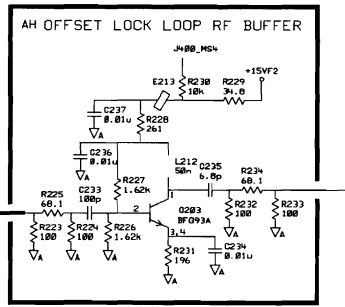 AH OFFSET LOCK LOOP RF BUFFER
J400_MS4
+15VF2
E213
R230
10k
R229
34.8
C237
0.01u
R228
261
A
C236
0.01u
A
L212
50n
C235
6.8p
R234
68.1
R227
1.62k
R225
68.1
C233
100p
1
2
Q203
BFG93A
3,4
R232
100
R233
100
R223
100
R224
100
R226
1.62k
R231
196
C234
0.01u
A
A
A
A
A
A
A